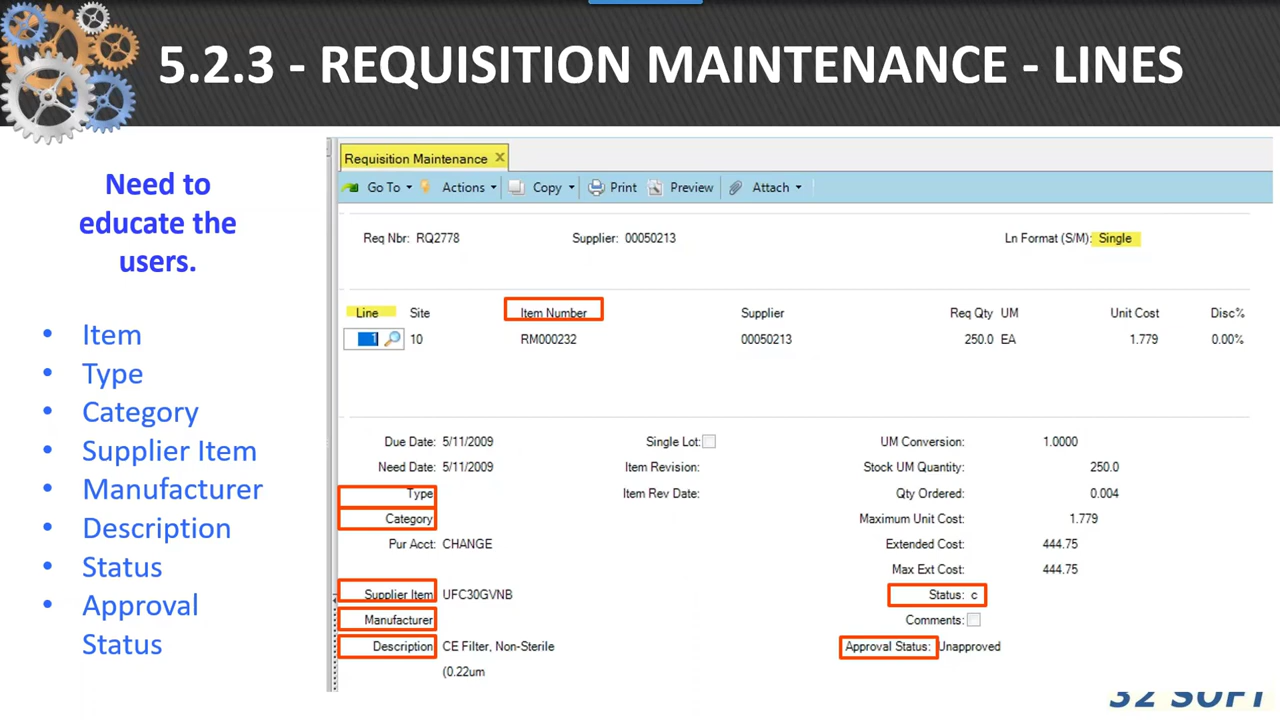 5.2.3 - REQUISITION MAINTENANCE - LINES
Need to
educate the
users.
• Item
• Type
• Category
• Supplier Item
• Manufacturer
• Description
• Status
• Approval
Status
Requisition Maintenance
Go To Actions Copy Print Preview Attach
Req Nbr: RQ2778 Supplier: 00050213 Ln Format (S/M): Single
Line Site Item Number Supplier Req Qty UM Unit Cost Disc%
1 10 RM000232 00050213 250.0 EA 1.779 0.00%
Due Date: 5/11/2009 Single Lot: UM Conversion: 1.0000
Need Date: 5/11/2009 Item Revision: Stock UM Quantity: 250.0
Type Item Rev Date: Qty Ordered: 0.004
Category Maximum Unit Cost: 1.779
Pur Acct: CHANGE Extended Cost: 444.75
Max Ext Cost: 444.75
Supplier Item UFC30GVNB Status: c
Manufacturer Comments:
Description CE Filter, Non-Sterile Approval Status: Unapproved
(0.22um
32 SOFT